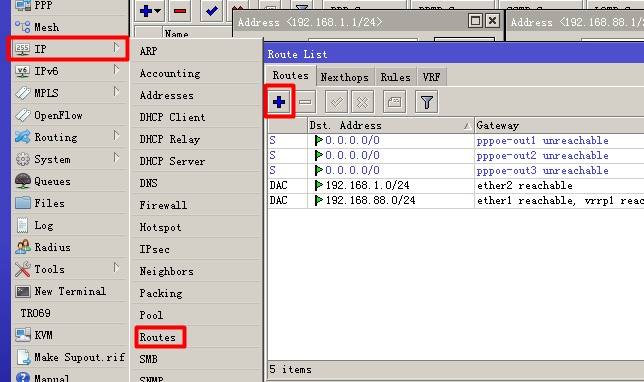 PPP
Mesh
IP
IPv6
MPLS
OpenFlow
Routing
System
Queues
Files
Log
Radius
Tools
New Terminal
TR069
KVM
Make Supout.rif
Manual
ARP
Accounting
Addresses
DHCP Client
DHCP Relay
DHCP Server
DNS
Firewall
Hotspot
IPsec
Neighbors
Packing
Pool
Routes
SMB
SNMP
Name
Address <192.168.1.1/24>
Address <192.168.88.1/
Route List
Routes Nexthops Rules VRF
Dst. Address Gateway
S 0.0.0.0/0 pppoe-out1 unreachable
S 0.0.0.0/0 pppoe-out2 unreachable
S 0.0.0.0/0 pppoe-out3 unreachable
DAC 192.168.1.0/24 ether2 reachable
DAC 192.168.88.0/24 ether1 reachable, vrrp1 reac
5 items